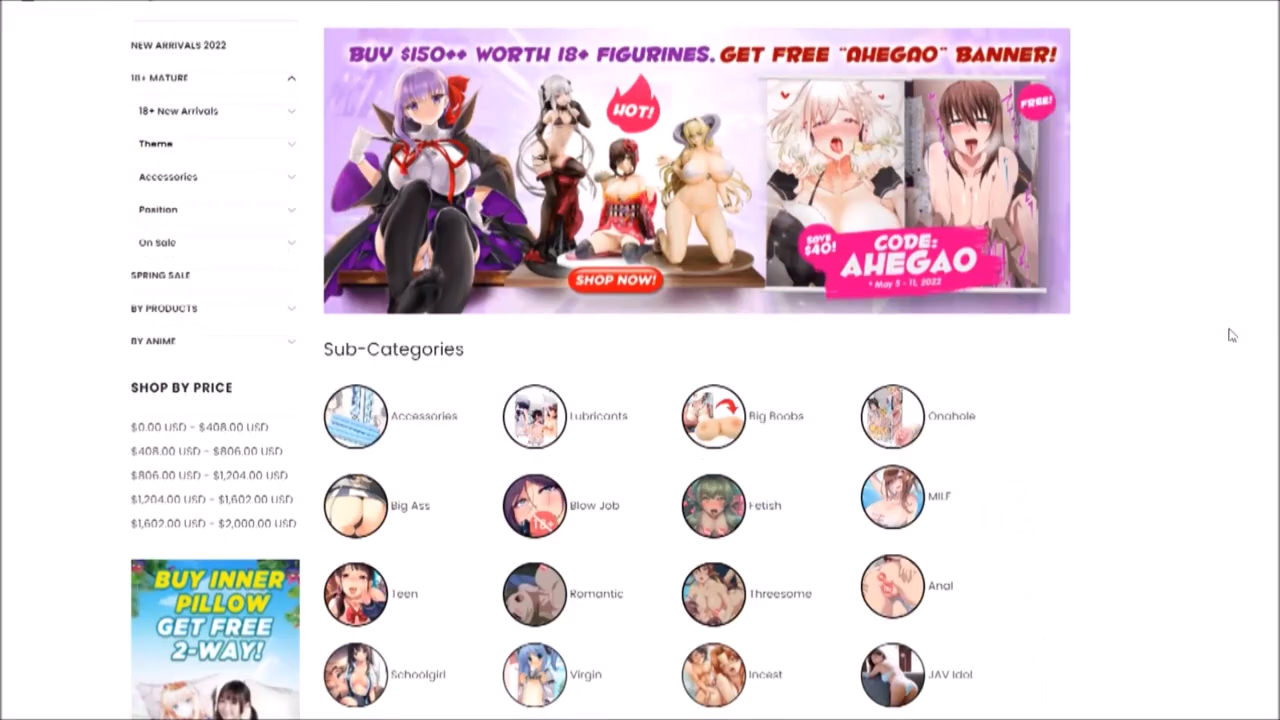 NEW ARRIVALS 2022
18+ MATURE
18+ New Arrivals
Theme
Accessories
Position
On Sale
SPRING SALE
BY PRODUCTS
BY ANIME
SHOP BY PRICE
$0.00 USD - $408.00 USD
$408.00 USD - $806.00 USD
$806.00 USD - $1,204.00 USD
$1,204.00 USD - $1,602.00 USD
$1,602.00 USD - $2,000.00 USD
BUY INNER
PILLOW
GET FREE
2-WAY!
BUY $150++ WORTH 18+ FIGURINES. GET FREE "AHEGAO" BANNER!
HOT!
FREE!
SAVE
$40!
CODE:
AHEGAO
* May 5 - 11, 2022
SHOP NOW!
Sub-Categories
Accessories
Lubricants
Big Boobs
Onahole
Big Ass
Blow Job
18+
Fetish
MILF
Teen
Romantic
Threesome
Anal
Schoolgirl
Virgin
Incest
JAV Idol